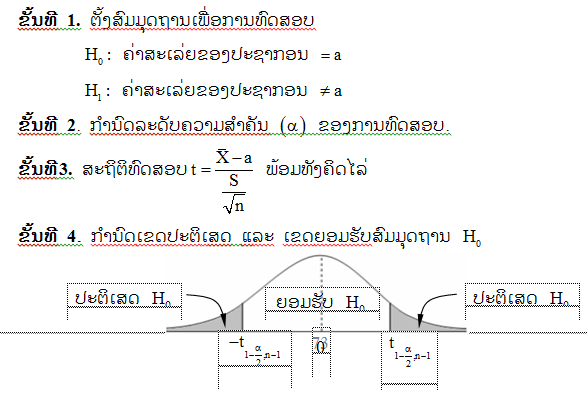 ຂັ້ນທີ 1. ຕັ້ງສົມມຸດຖານເພື່ອການທົດສອບ
H₀ : ຄ່າສະເລ່ຍຂອງປະຊາກອນ = a
H₁ : ຄ່າສະເລ່ຍຂອງປະຊາກອນ ≠ a
ຂັ້ນທີ 2. ກຳນົດລະດັບຄວາມສຳຄັນ (α) ຂອງການທົດສອບ.
ຂັ້ນທີ3. ສະຖິຕິທົດສອບ t = (X̄ − a) / (S / √n) ພ້ອມທັງຄິດໄລ່
ຂັ້ນທີ 4. ກຳນົດເຂດປະຕິເສດ ແລະ ເຂດຍອມຮັບສົມມຸດຖານ H₀
ປະຕິເສດ H₀ ຍອມຮັບ H₀ ປະຕິເສດ H₀
−t 1−α/2,n−1 0 t 1−α/2,n−1